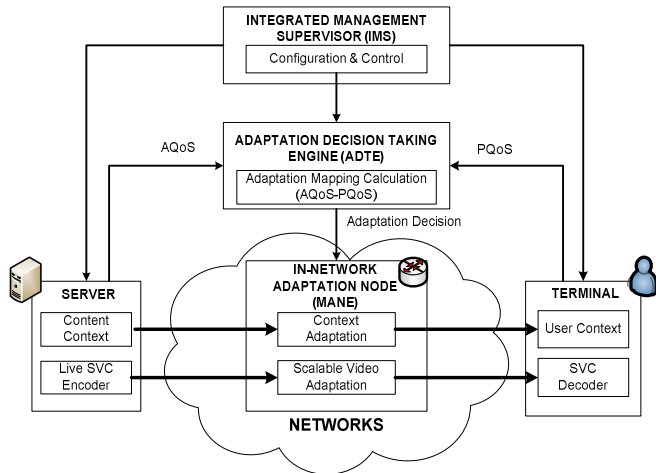 INTEGRATED MANAGEMENT
SUPERVISOR (IMS)
Configuration & Control
AQoS
ADAPTATION DECISION TAKING
ENGINE (ADTE)
PQoS
Adaptation Mapping Calculation
(AQoS-PQoS)
Adaptation Decision
SERVER
IN-NETWORK
ADAPTATION NODE
(MANE)
TERMINAL
Content
Context
Context
Adaptation
User Context
Live SVC
Encoder
Scalable Video
Adaptation
SVC
Decoder
NETWORKS